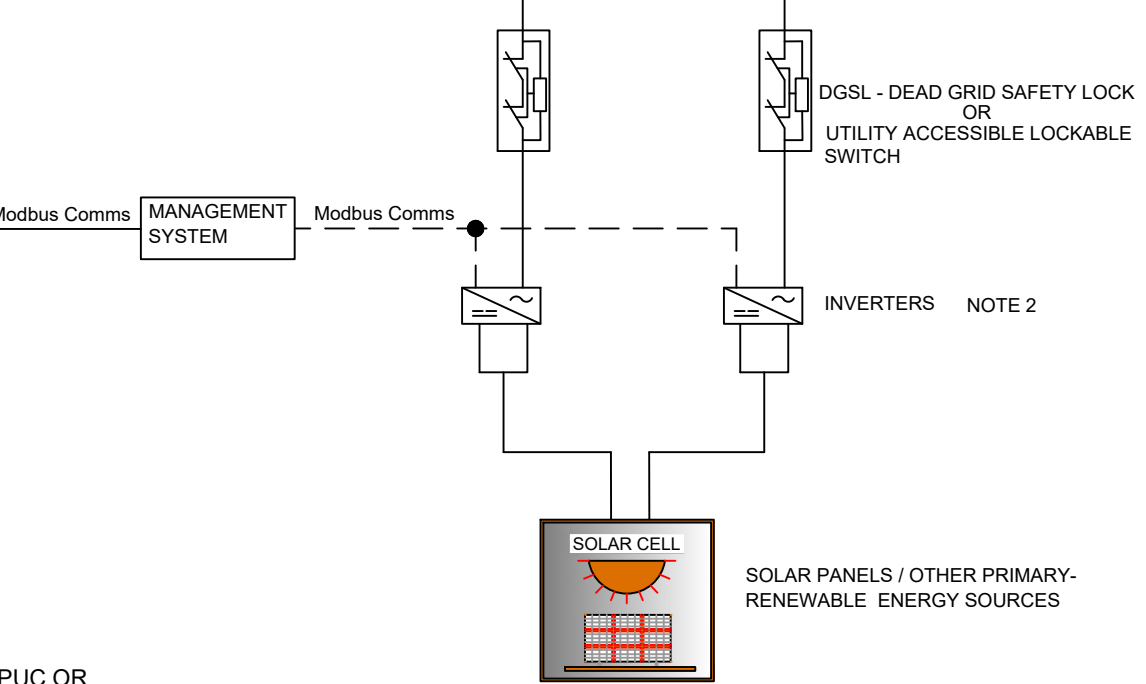 DGSL - DEAD GRID SAFETY LOCK
OR
UTILITY ACCESSIBLE LOCKABLE
SWITCH
Modbus Comms
MANAGEMENT
SYSTEM
Modbus Comms
INVERTERS NOTE 2
SOLAR CELL
SOLAR PANELS / OTHER PRIMARY-
RENEWABLE ENERGY SOURCES
PUC OR